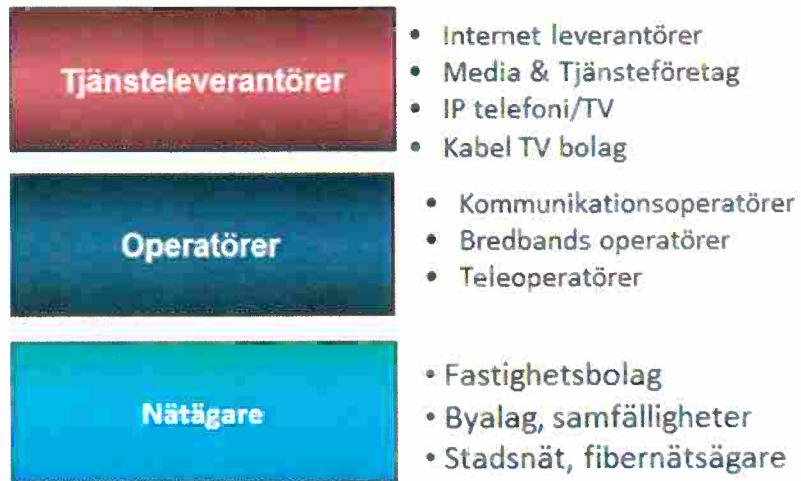 Tjänsteleverantörer
• Internet leverantörer
• Media & Tjänsteföretag
• IP telefoni/TV
• Kabel TV bolag
Operatörer
• Kommunikationsoperatörer
• Bredbands operatörer
• Teleoperatörer
Nätägare
• Fastighetsbolag
• Byalag, samfälligheter
• Stadsnät, fibernätsägare